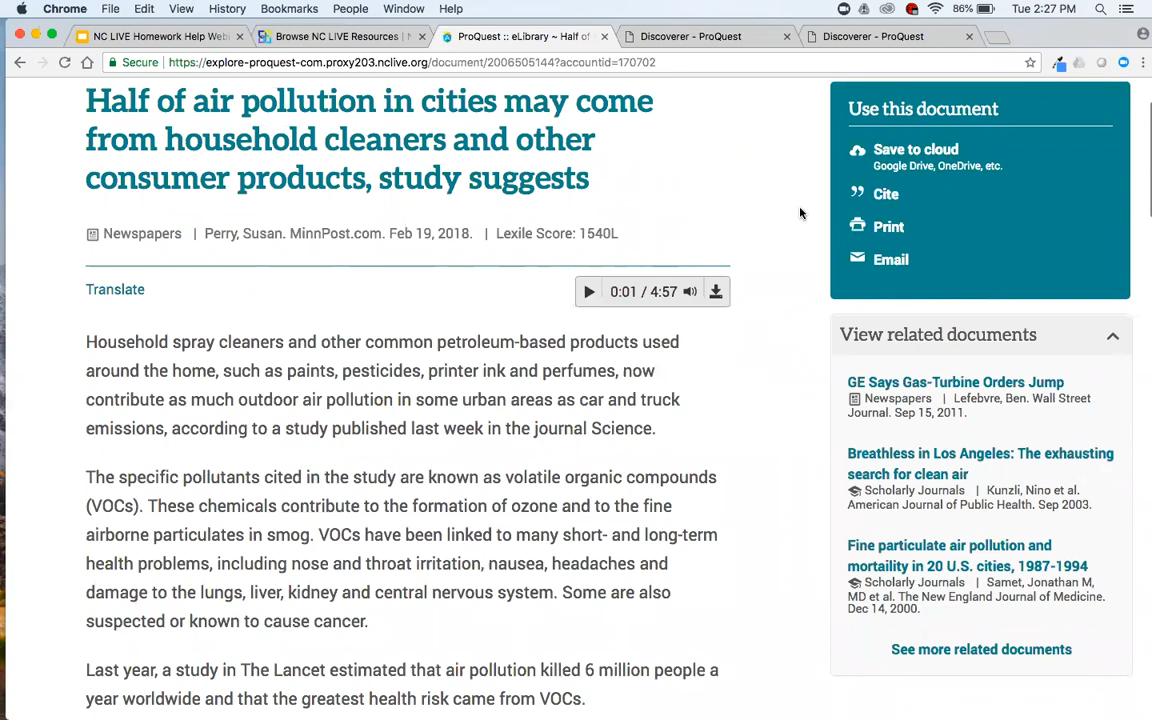 Chrome File Edit View History Bookmarks People Window Help 86% Tue 2:27 PM
NC LIVE Homework Help Web Browse NC LIVE Resources | N ProQuest :: eLibrary ~ Half of Discoverer - ProQuest Discoverer - ProQuest
Secure | https://explore-proquest-com.proxy203.nclive.org/document/2006505144?accountid=170702
Half of air pollution in cities may come
from household cleaners and other
consumer products, study suggests
Newspapers | Perry, Susan. MinnPost.com. Feb 19, 2018. | Lexile Score: 1540L
Translate
0:01 / 4:57
Household spray cleaners and other common petroleum-based products used
around the home, such as paints, pesticides, printer ink and perfumes, now
contribute as much outdoor air pollution in some urban areas as car and truck
emissions, according to a study published last week in the journal Science.
The specific pollutants cited in the study are known as volatile organic compounds
(VOCs). These chemicals contribute to the formation of ozone and to the fine
airborne particulates in smog. VOCs have been linked to many short- and long-term
health problems, including nose and throat irritation, nausea, headaches and
damage to the lungs, liver, kidney and central nervous system. Some are also
suspected or known to cause cancer.
Last year, a study in The Lancet estimated that air pollution killed 6 million people a
year worldwide and that the greatest health risk came from VOCs.
Use this document
Save to cloud
Google Drive, OneDrive, etc.
Cite
Print
Email
View related documents
GE Says Gas-Turbine Orders Jump
Newspapers | Lefebvre, Ben. Wall Street
Journal. Sep 15, 2011.
Breathless in Los Angeles: The exhausting
search for clean air
Scholarly Journals | Kunzli, Nino et al.
American Journal of Public Health. Sep 2003.
Fine particulate air pollution and
mortaility in 20 U.S. cities, 1987-1994
Scholarly Journals | Samet, Jonathan M,
MD et al. The New England Journal of Medicine.
Dec 14, 2000.
See more related documents